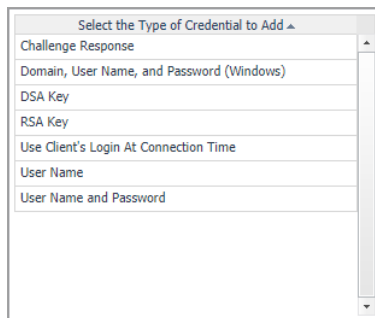 Select the Type of Credential to Add
Challenge Response
Domain, User Name, and Password (Windows)
DSA Key
RSA Key
Use Client's Login At Connection Time
User Name
User Name and Password